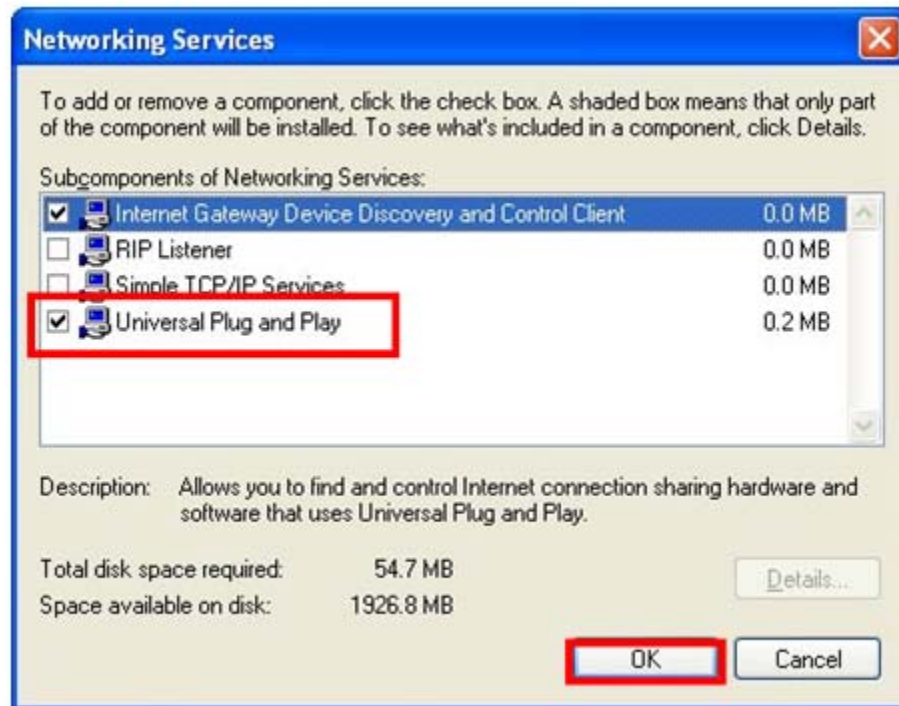 Networking Services
To add or remove a component, click the check box. A shaded box means that only part
of the component will be installed. To see what's included in a component, click Details.
Subcomponents of Networking Services:
Internet Gateway Device Discovery and Control Client 0.0 MB
RIP Listener 0.0 MB
Simple TCP/IP Services 0.0 MB
Universal Plug and Play 0.2 MB
Description: Allows you to find and control Internet connection sharing hardware and
software that uses Universal Plug and Play.
Total disk space required: 54.7 MB
Space available on disk: 1926.8 MB
Details...
OK Cancel